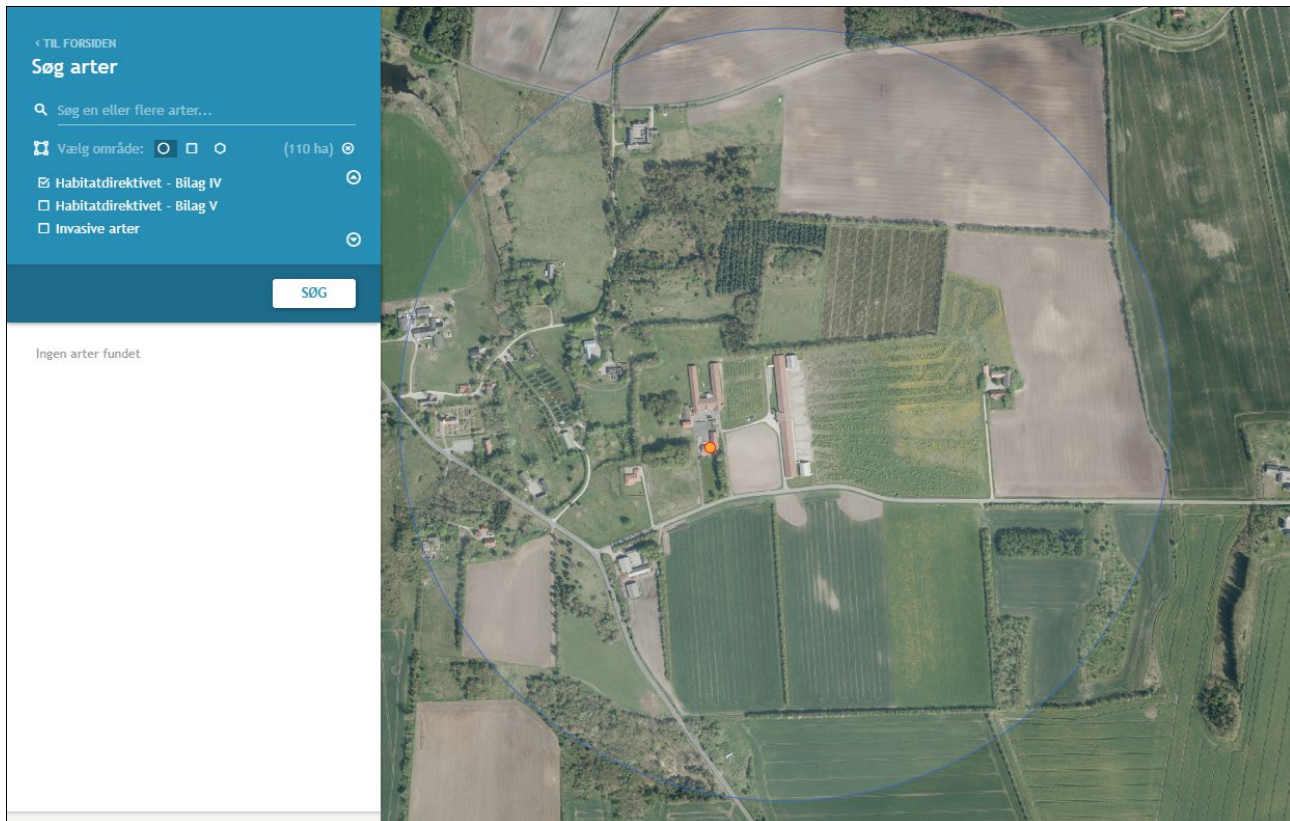 ‹ TIL FORSIDEN
Søg arter
Søg en eller flere arter...
Vælg område: (110 ha)
Habitatdirektivet - Bilag IV
Habitatdirektivet - Bilag V
Invasive arter
SØG
Ingen arter fundet